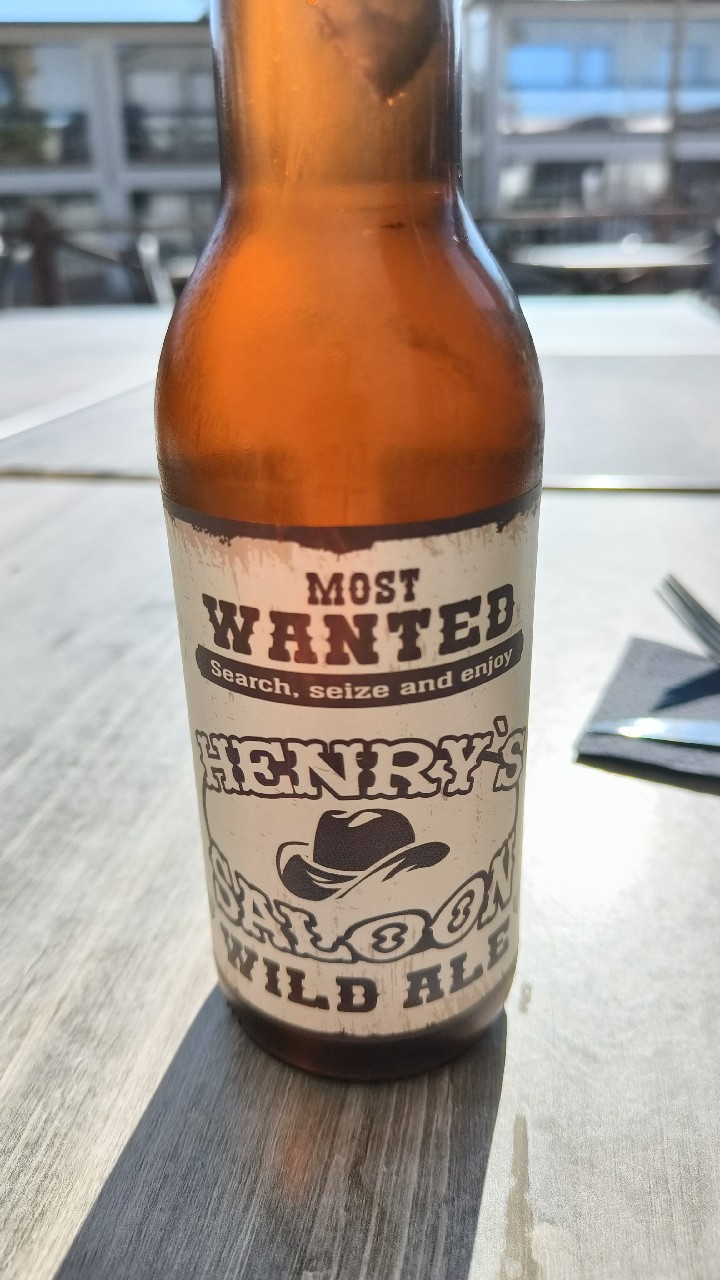 MOST
WANTED
Search, seize and enjoy
HENRY`S
SALOON
WILD ALE